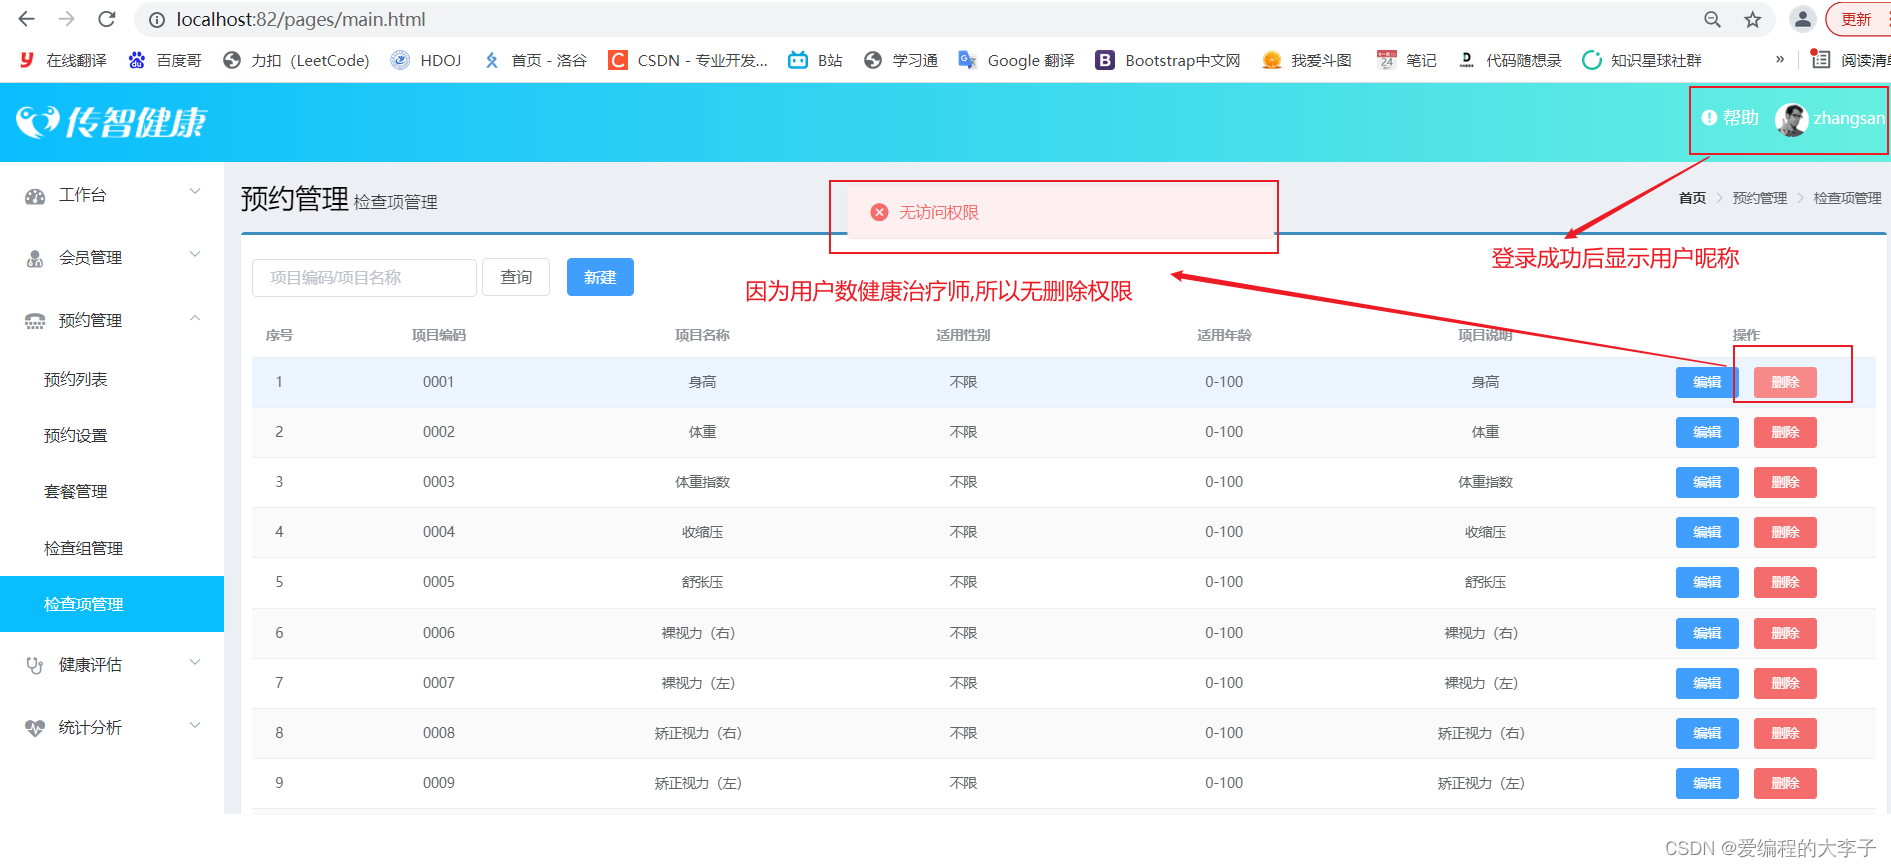 localhost:82/pages/main.html
更新
在线翻译 百度哥 力扣（LeetCode） HDOJ 首页 - 洛谷 CSDN - 专业开发... B站 学习通 Google 翻译 Bootstrap中文网 我爱斗图 笔记 代码随想录 知识星球社群 » 阅读清单
传智健康
帮助 zhangsan
工作台
会员管理
预约管理
预约列表
预约设置
套餐管理
检查组管理
检查项管理
健康评估
统计分析
预约管理 检查项管理
无访问权限
首页 > 预约管理 > 检查项管理
登录成功后显示用户昵称
项目编码/项目名称 查询 新建
因为用户数健康治疗师,所以无删除权限
序号 项目编码 项目名称 适用性别 适用年龄 项目说明 操作
1 0001 身高 不限 0-100 身高 编辑 删除
2 0002 体重 不限 0-100 体重 编辑 删除
3 0003 体重指数 不限 0-100 体重指数 编辑 删除
4 0004 收缩压 不限 0-100 收缩压 编辑 删除
5 0005 舒张压 不限 0-100 舒张压 编辑 删除
6 0006 裸视力（右） 不限 0-100 裸视力（右） 编辑 删除
7 0007 裸视力（左） 不限 0-100 裸视力（左） 编辑 删除
8 0008 矫正视力（右） 不限 0-100 矫正视力（右） 编辑 删除
9 0009 矫正视力（左） 不限 0-100 矫正视力（左） 编辑 删除
CSDN @爱编程的大李子